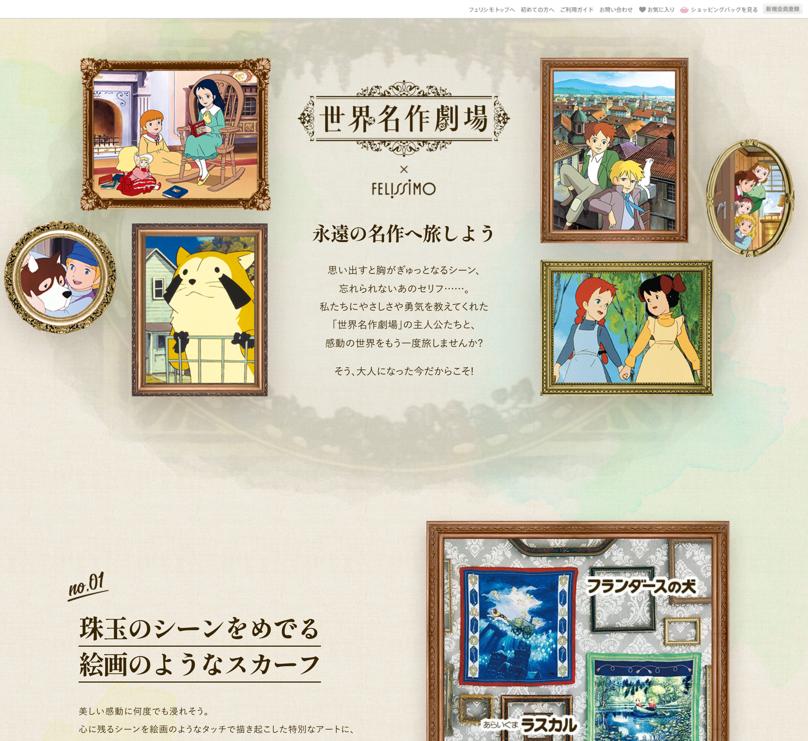 フェリシモトップへ 初めての方へ ご利用ガイド お問い合わせ お気に入り ショッピングバッグを見る 新規会員登録
世界名作劇場
×
FELISSIMO
永遠の名作へ旅しよう
思い出すと胸がぎゅっとなるシーン、
忘れられないあのセリフ……。
私たちにやさしさや勇気を教えてくれた
「世界名作劇場」の主人公たちと、
感動の世界をもう一度旅しませんか?
そう、大人になった今だからこそ!
no.01
珠玉のシーンをめでる
絵画のようなスカーフ
美しい感動に何度でも浸れそう。
心に残るシーンを絵画のようなタッチで描き起こした特別なアートに、
フランダースの犬
あらいぐま ラスカル